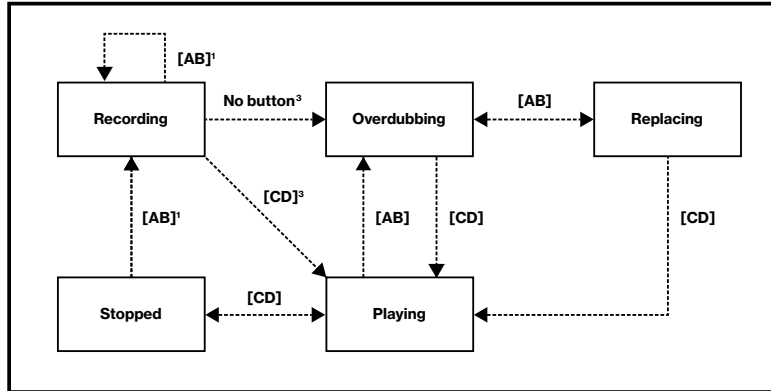 [AB]¹
No button³
[AB]
Recording
Overdubbing
Replacing
[AB]¹
[CD]³
[AB]
[CD]
[CD]
[CD]
Stopped
Playing